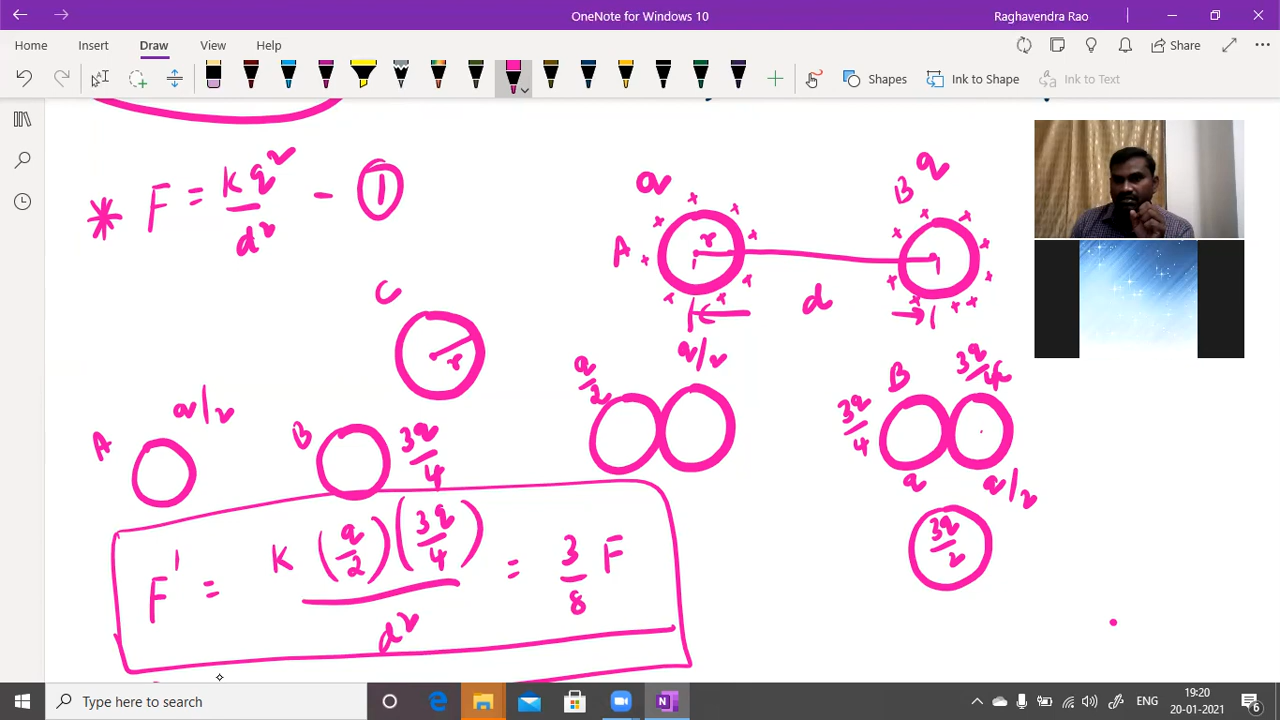 OneNote for Windows 10
Raghavendra Rao
Home Insert Draw View Help
Share
Shapes
Ink to Shape
Ink to Text
* F = kq²/d² - ①
A q
r
B q
d
C
r
A q/2
B 3q/4
q/2 q/2
B 3q/4 3q/4
q q/2
3q/2
F' = K (q/2) (3q/4) / d² = 3/8 F
Type here to search
ENG
19:20
20-01-2021
6